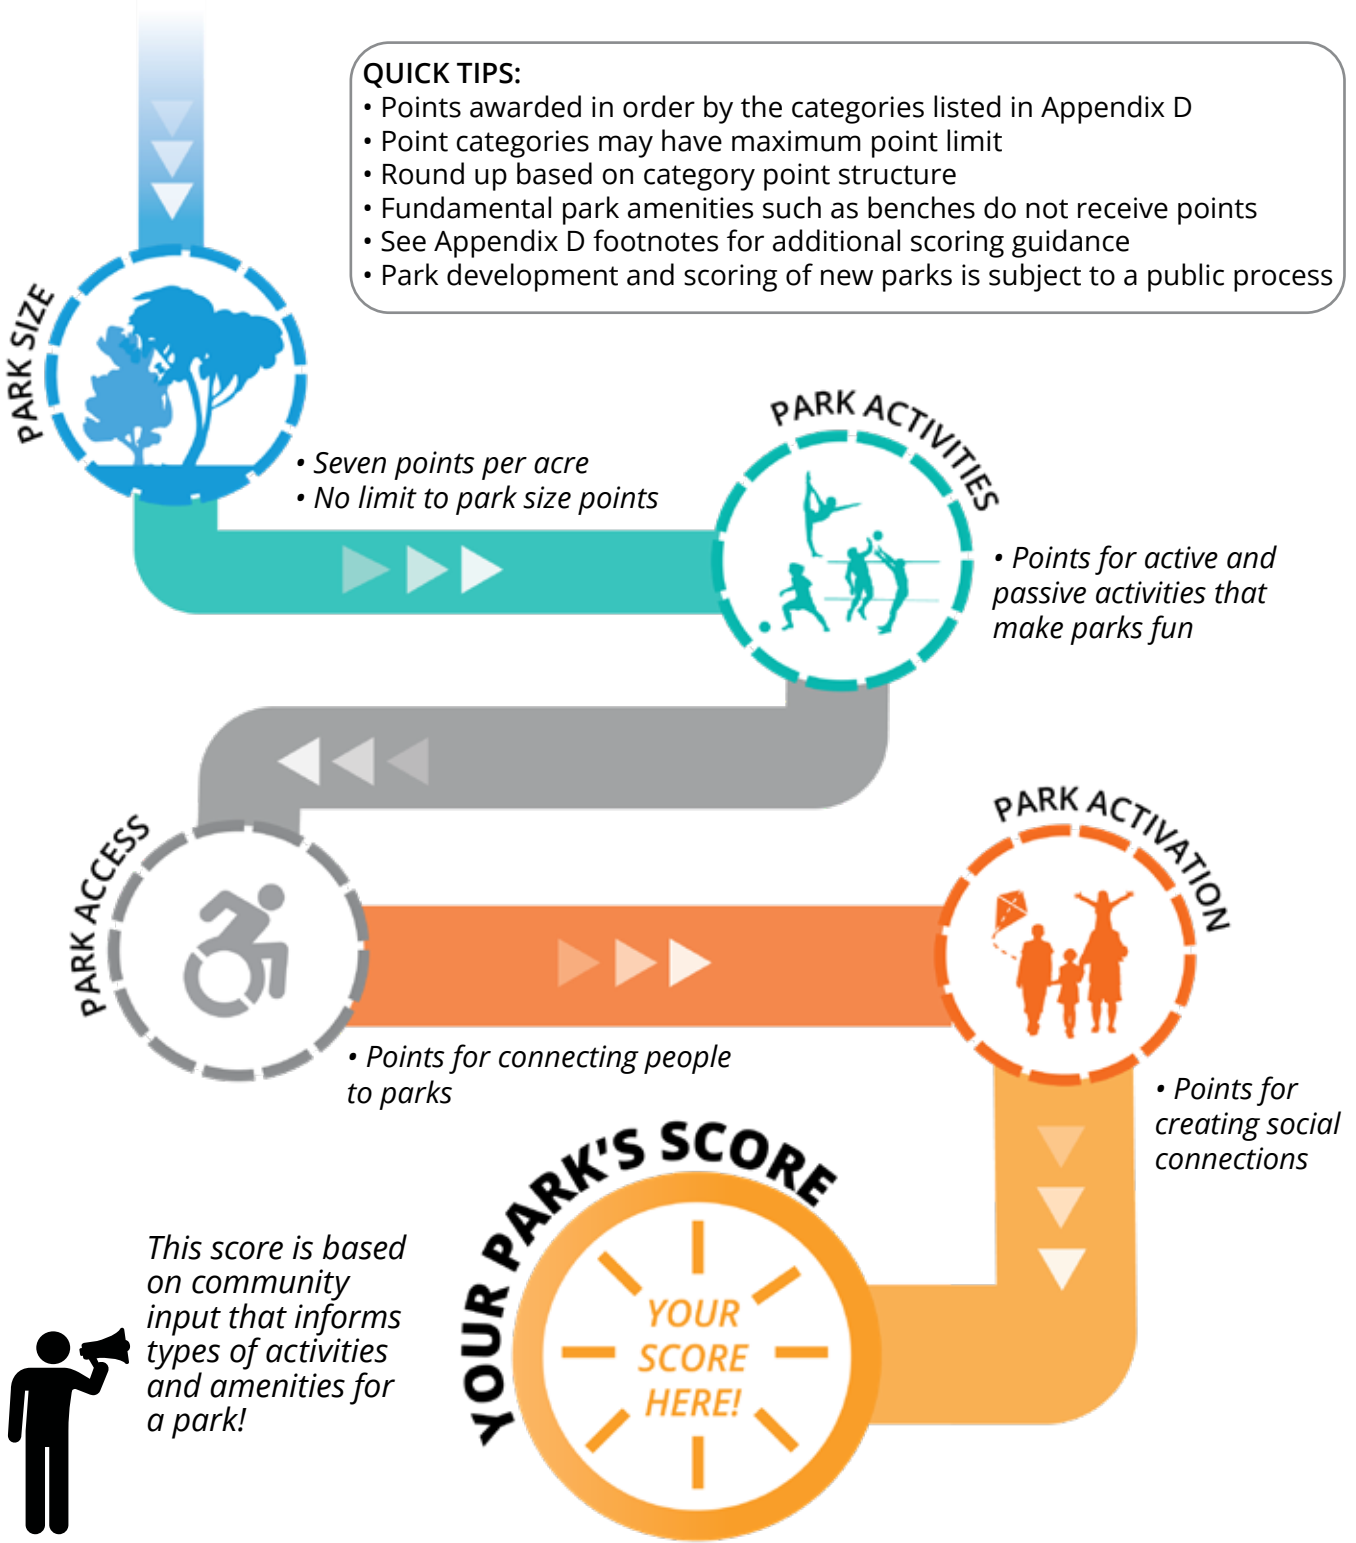 QUICK TIPS:
• Points awarded in order by the categories listed in Appendix D
• Point categories may have maximum point limit
• Round up based on category point structure
• Fundamental park amenities such as benches do not receive points
• See Appendix D footnotes for additional scoring guidance
• Park development and scoring of new parks is subject to a public process
PARK SIZE
• Seven points per acre
• No limit to park size points
PARK ACTIVITIES
• Points for active and
passive activities that
make parks fun
PARK ACCESS
• Points for connecting people
to parks
PARK ACTIVATION
• Points for
creating social
connections
YOUR PARK'S SCORE
YOUR
SCORE
HERE!
This score is based
on community
input that informs
types of activities
and amenities for
a park!